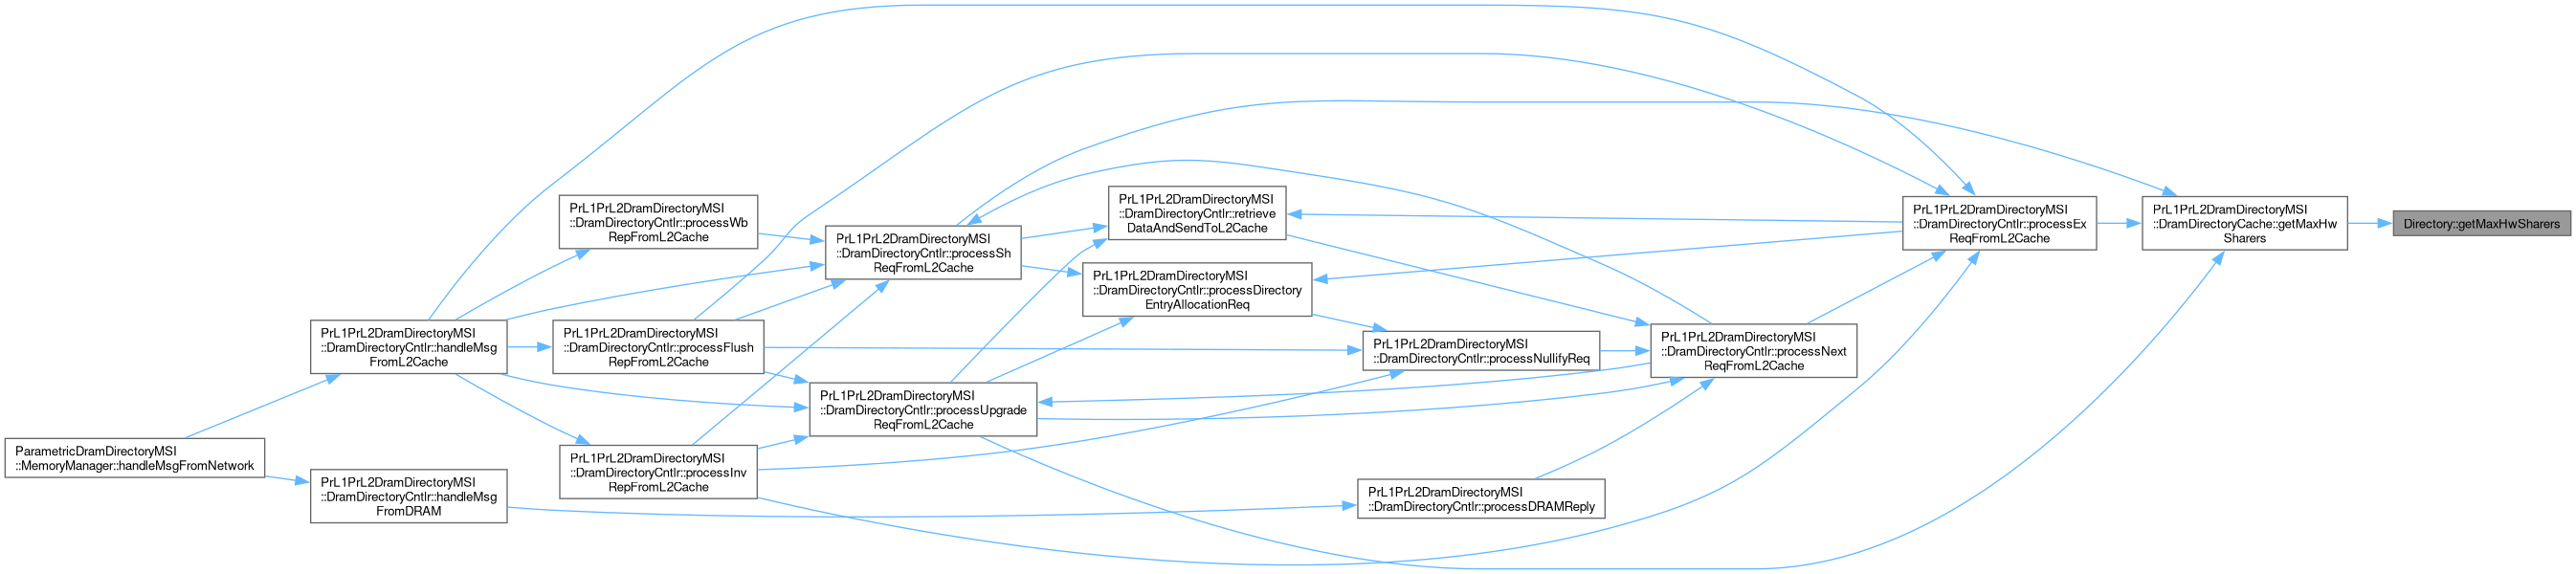 PrL1PrL2DramDirectoryMSI
::DramDirectoryCntlr::processWb
RepFromL2Cache
PrL1PrL2DramDirectoryMSI
::DramDirectoryCntlr::processSh
ReqFromL2Cache
PrL1PrL2DramDirectoryMSI
::DramDirectoryCntlr::retrieve
DataAndSendToL2Cache
PrL1PrL2DramDirectoryMSI
::DramDirectoryCntlr::processEx
ReqFromL2Cache
PrL1PrL2DramDirectoryMSI
::DramDirectoryCache::getMaxHw
Sharers
Directory::getMaxHwSharers
PrL1PrL2DramDirectoryMSI
::DramDirectoryCntlr::processDirectory
EntryAllocationReq
PrL1PrL2DramDirectoryMSI
::DramDirectoryCntlr::handleMsg
FromL2Cache
PrL1PrL2DramDirectoryMSI
::DramDirectoryCntlr::processFlush
RepFromL2Cache
PrL1PrL2DramDirectoryMSI
::DramDirectoryCntlr::processNullifyReq
PrL1PrL2DramDirectoryMSI
::DramDirectoryCntlr::processNext
ReqFromL2Cache
PrL1PrL2DramDirectoryMSI
::DramDirectoryCntlr::processUpgrade
ReqFromL2Cache
ParametricDramDirectoryMSI
::MemoryManager::handleMsgFromNetwork
PrL1PrL2DramDirectoryMSI
::DramDirectoryCntlr::handleMsg
FromDRAM
PrL1PrL2DramDirectoryMSI
::DramDirectoryCntlr::processInv
RepFromL2Cache
PrL1PrL2DramDirectoryMSI
::DramDirectoryCntlr::processDRAMReply